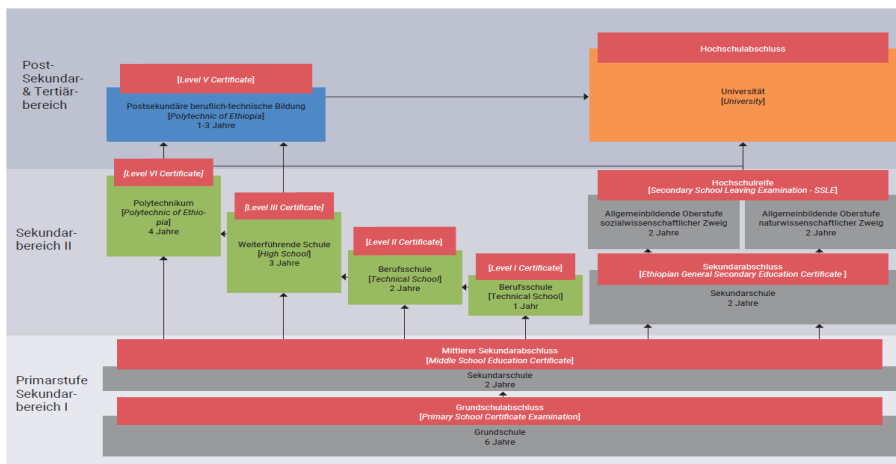 Post-
Sekundar-
& Tertiär-
bereich
[Level V Certificate]
Postsekundäre beruflich-technische Bildung
[Polytechnic of Ethiopia]
1-3 Jahre
Hochschulabschluss
Universität
[University]
Sekundar-
bereich II
[Level VI Certificate]
Polytechnikum
[Polytechnic of Ethio-
pia]
4 Jahre
[Level III Certificate]
Weiterführende Schule
[High School]
3 Jahre
[Level II Certificate]
Berufsschule
[Technical School]
2 Jahre
[Level I Certificate]
Berufsschule
[Technical School]
1 Jahr
Hochschulreife
[Secondary School Leaving Examination - SSLE]
Allgemeinbildende Oberstufe
sozialwissenschaftlicher Zweig
2 Jahre
Allgemeinbildende Oberstufe
naturwissenschaftlicher Zweig
2 Jahre
Sekundarabschluss
[Ethiopian General Secondary Education Certificate ]
Sekundarschule
2 Jahre
Primarstufe
Sekundar-
bereich I
Mittlerer Sekundarabschluss
[Middle School Education Certificate]
Sekundarschule
2 Jahre
Grundschulabschluss
[Primary School Certificate Examination]
Grundschule
6 Jahre